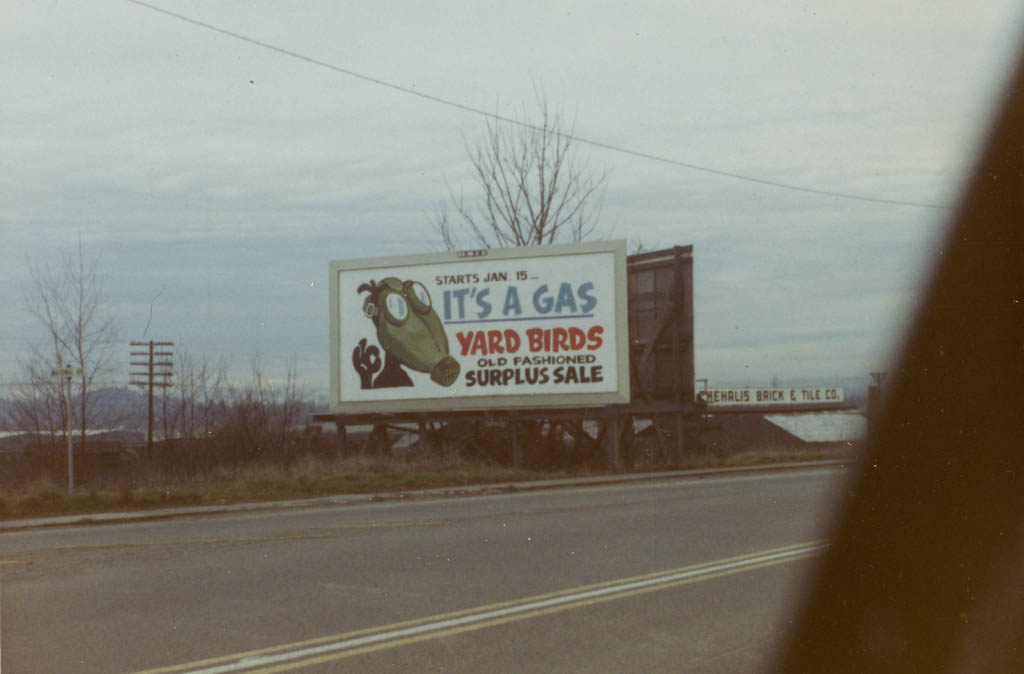 STARTS JAN. 15...
IT'S A GAS
YARD BIRDS
OLD FASHIONED
SURPLUS SALE
CHEHALIS BRICK & TILE CO.